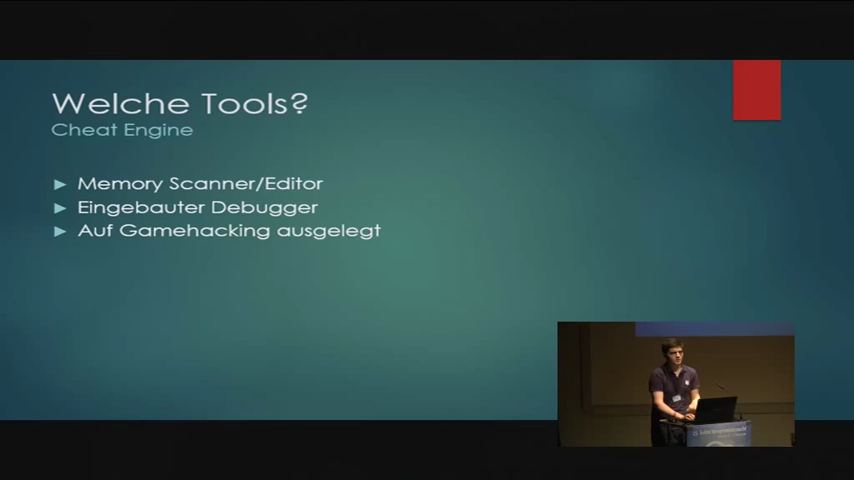 Welche Tools?
Cheat Engine
Memory Scanner/Editor
Eingebauter Debugger
Auf Gamehacking ausgelegt